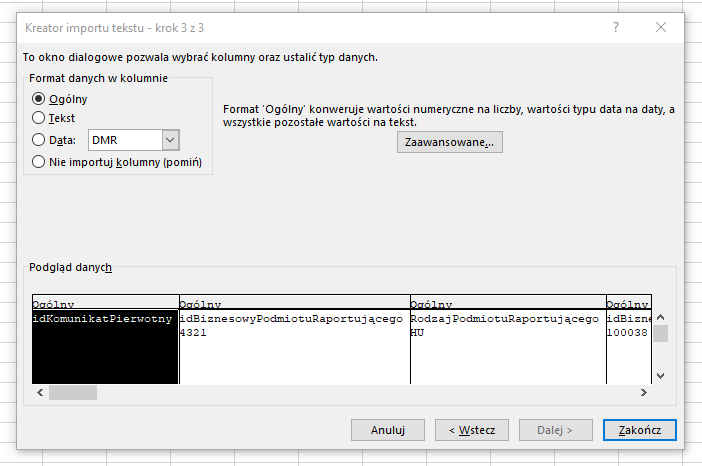 Kreator importu tekstu - krok 3 z 3
To okno dialogowe pozwala wybrać kolumny oraz ustalić typ danych.
Format danych w kolumnie
Ogólny
Tekst
Data: DMR
Nie importuj kolumny (pomiń)
Format 'Ogólny' konweruje wartości numeryczne na liczby, wartości typu data na daty, a
wszystkie pozostałe wartości na tekst.
Zaawansowane...
Podgląd danych
Ogólny Ogólny Ogólny Ogólny
idKomunikatPierwotny idBiznesowyPodmiotuRaportującego RodzajPodmiotuRaportującego idBizne
4321 HU 100038
Anuluj < Wstecz Dalej > Zakończ